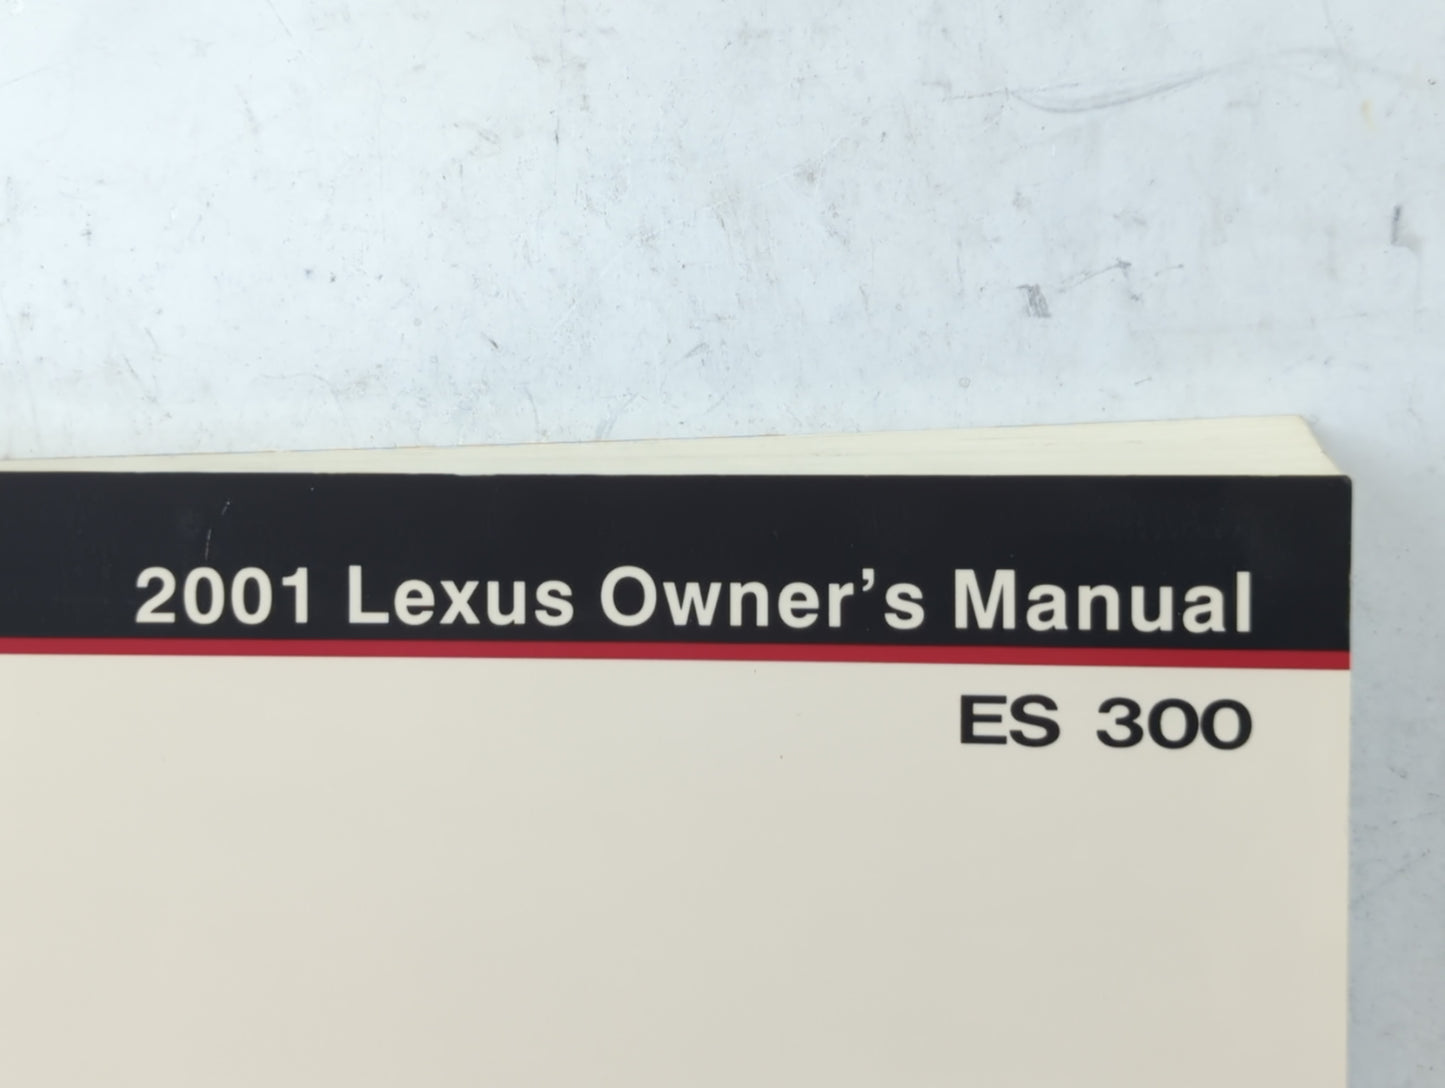 2001 Lexus Owner’s Manual
ES 300